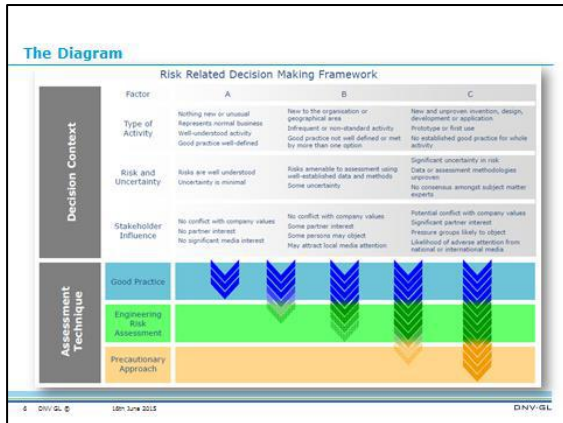 The Diagram
Risk Related Decision Making Framework
Factor A B C
Decision Context
Type of Activity
Nothing new or unusual
Represents normal business
Well-understood activity
Good practice well-defined
New to the organisation or
geographical area
Infrequent or non-standard activity
Good practice not well defined or met
by more than one option
New and unproven invention, design,
development or application
Prototype or first use
No established good practice for whole
activity
Risk and
Uncertainty
Risks are well understood
Uncertainty is minimal
Risks amenable to assessment using
well-established data and methods
Some uncertainty
Significant uncertainty in risk
Data or assessment methodologies
unproven
No consensus amongst subject matter
experts
Stakeholder
Influence
No conflict with company values
No partner interest
No significant media interest
No conflict with company values
Some partner interest
Some persons may object
May attract local media attention
Potential conflict with company values
Significant partner interest
Pressure groups likely to object
Likelihood of adverse attention from
national or international media
Assessment
Technique
Good Practice
Engineering
Risk
Assessment
Precautionary
Approach
DNV GL © 16th June 2015
DNV·GL